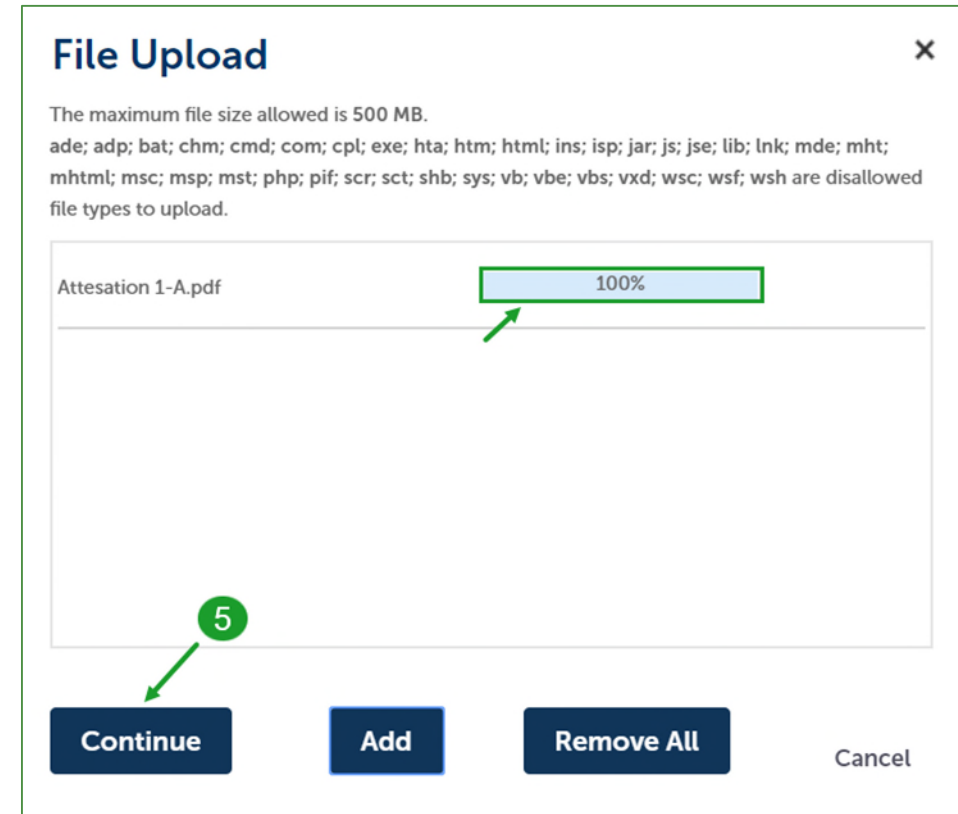 File Upload
×
The maximum file size allowed is 500 MB.
ade; adp; bat; chm; cmd; com; cpl; exe; hta; htm; html; ins; isp; jar; js; jse; lib; lnk; mde; mht;
mhtml; msc; msp; mst; php; pif; scr; sct; shb; sys; vb; vbe; vbs; vxd; wsc; wsf; wsh are disallowed
file types to upload.
Attesation 1-A.pdf 100%
5
Continue Add Remove All Cancel